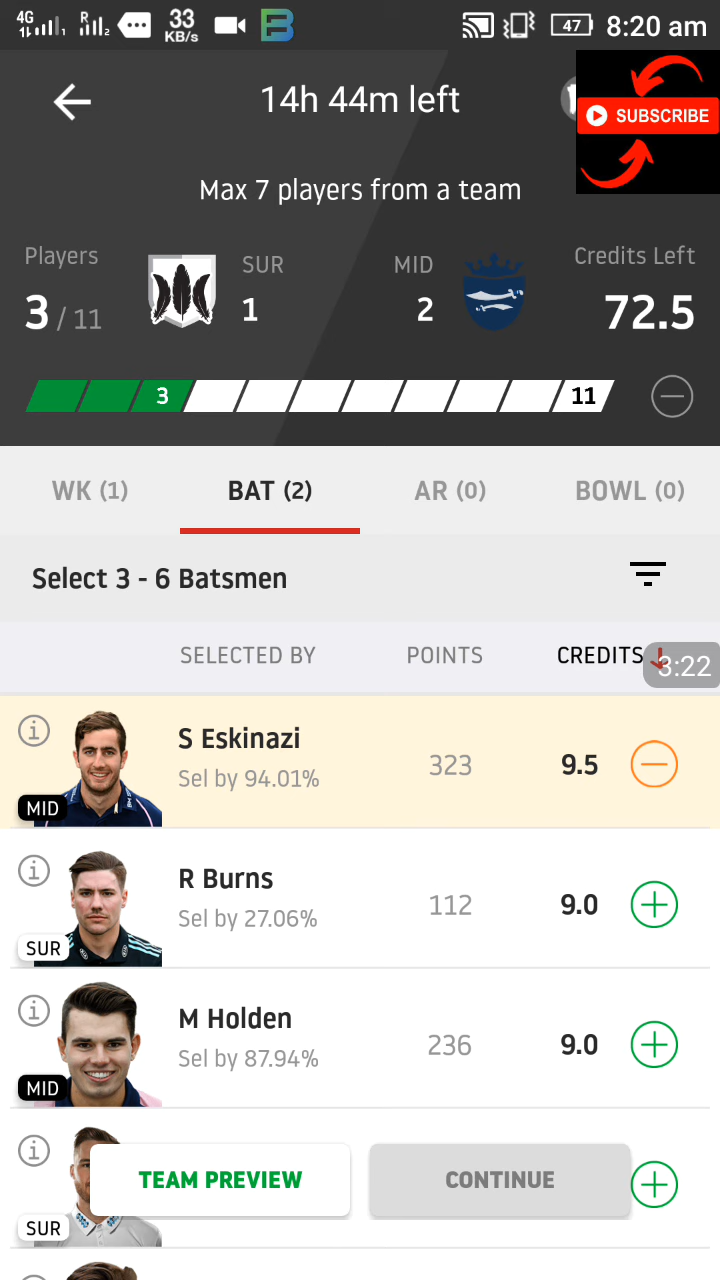 4G R 33 KB/s 47 8:20 am
14h 44m left
SUBSCRIBE
Max 7 players from a team
Players SUR MID Credits Left
3 / 11 1 2 72.5
3 11
WK (1) BAT (2) AR (0) BOWL (0)
Select 3 - 6 Batsmen
SELECTED BY POINTS CREDITS
3:22
S Eskinazi
Sel by 94.01% 323 9.5
MID
R Burns
Sel by 27.06% 112 9.0
SUR
M Holden
Sel by 87.94% 236 9.0
MID
TEAM PREVIEW CONTINUE
SUR